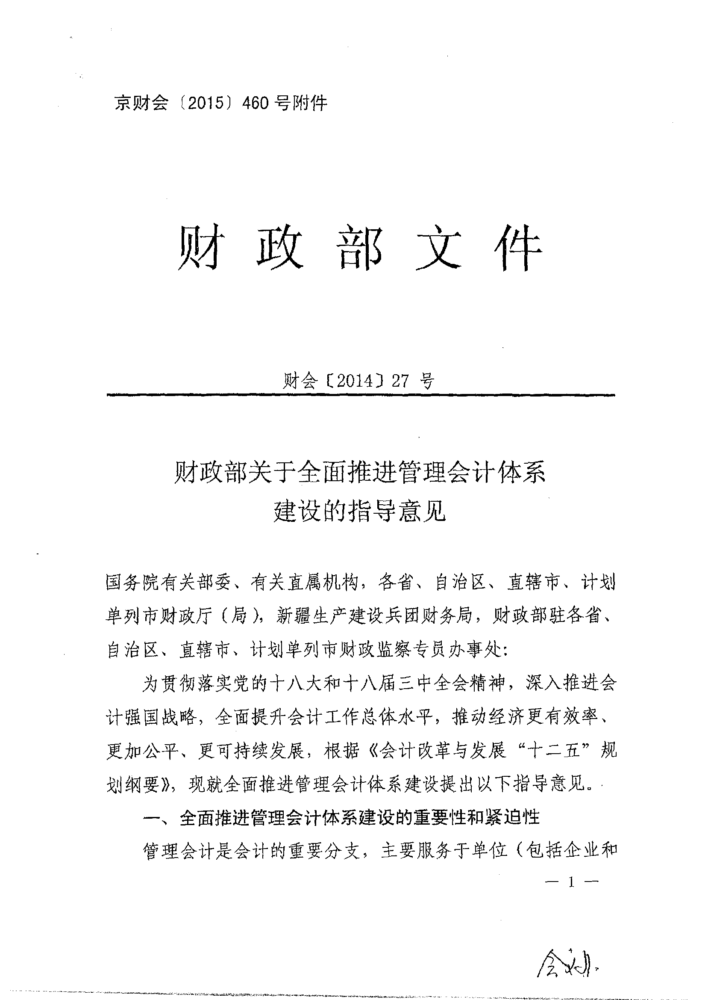 京财会〔2015〕460 号附件
财政部文件
财会〔2014〕27 号
财政部关于全面推进管理会计体系
建设的指导意见
国务院有关部委、有关直属机构，各省、自治区、直辖市、计划
单列市财政厅（局），新疆生产建设兵团财务局，财政部驻各省、
自治区、直辖市、计划单列市财政监察专员办事处：
为贯彻落实党的十八大和十八届三中全会精神，深入推进会
计强国战略，全面提升会计工作总体水平，推动经济更有效率、
更加公平、更可持续发展，根据《会计改革与发展“十二五”规
划纲要》，现就全面推进管理会计体系建设提出以下指导意见。
一、全面推进管理会计体系建设的重要性和紧迫性
管理会计是会计的重要分支，主要服务于单位（包括企业和
— 1 —